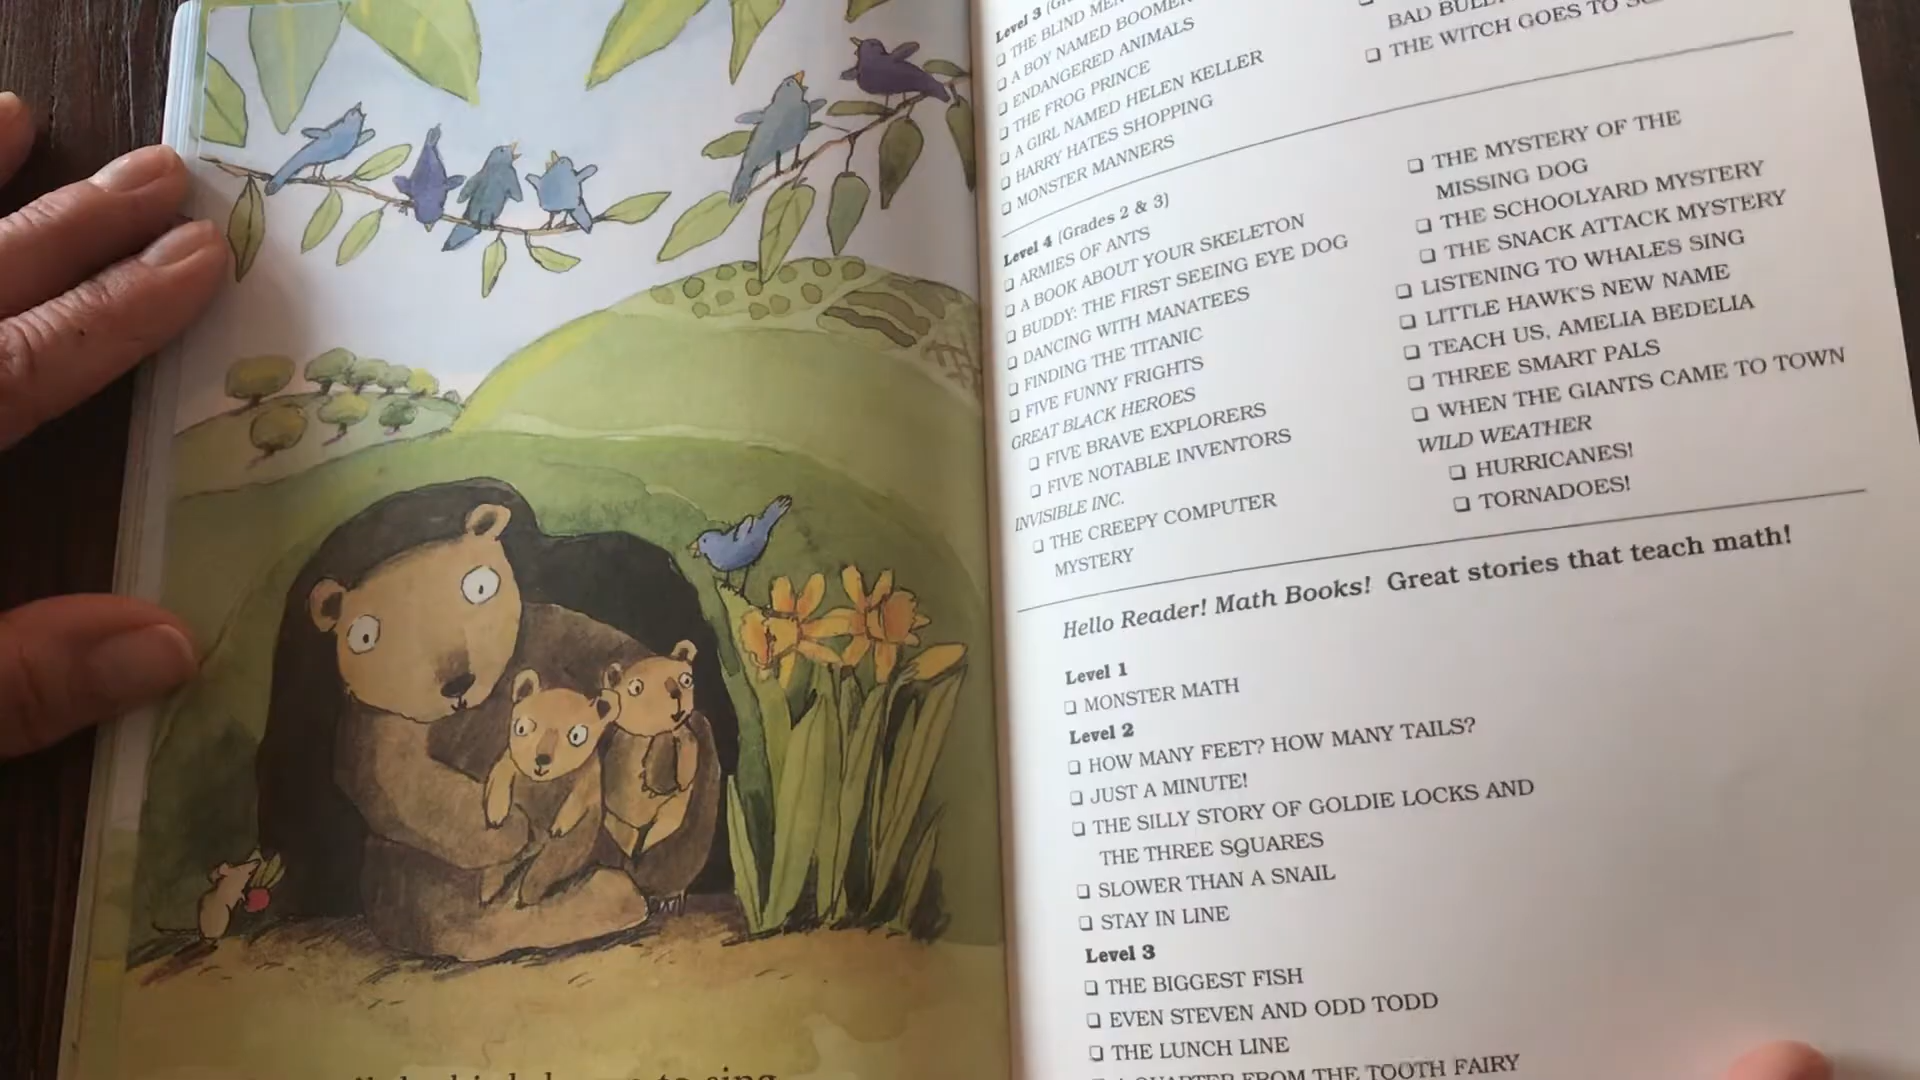 to sing
Level 3
THE BLIND MEN
❏ A BOY NAMED BOOMER
❏ ENDANGERED ANIMALS
❏ THE FROG PRINCE
❏ A GIRL NAMED HELEN KELLER
❏ HARRY HATES SHOPPING
❏ MONSTER MANNERS
BAD
❏ THE WITCH GOES TO
Level 4 (Grades 2 & 3)
❏ ARMIES OF ANTS
❏ A BOOK ABOUT YOUR SKELETON
❏ BUDDY: THE FIRST SEEING EYE DOG
❏ DANCING WITH MANATEES
❏ FINDING THE TITANIC
❏ FIVE FUNNY FRIGHTS
GREAT BLACK HEROES
❏ FIVE BRAVE EXPLORERS
❏ FIVE NOTABLE INVENTORS
INVISIBLE INC.
❏ THE CREEPY COMPUTER
MYSTERY
❏ THE MYSTERY OF THE
MISSING DOG
❏ THE SCHOOLYARD MYSTERY
❏ THE SNACK ATTACK MYSTERY
❏ LISTENING TO WHALES SING
❏ LITTLE HAWK'S NEW NAME
❏ TEACH US, AMELIA BEDELIA
❏ THREE SMART PALS
❏ WHEN THE GIANTS CAME TO TOWN
WILD WEATHER
❏ HURRICANES!
❏ TORNADOES!
Hello Reader! Math Books! Great stories that teach math!
Level 1
❏ MONSTER MATH
Level 2
❏ HOW MANY FEET? HOW MANY TAILS?
❏ JUST A MINUTE!
❏ THE SILLY STORY OF GOLDIE LOCKS AND
THE THREE SQUARES
❏ SLOWER THAN A SNAIL
❏ STAY IN LINE
Level 3
❏ THE BIGGEST FISH
❏ EVEN STEVEN AND ODD TODD
❏ THE LUNCH LINE
QUARTER FROM THE TOOTH FAIRY